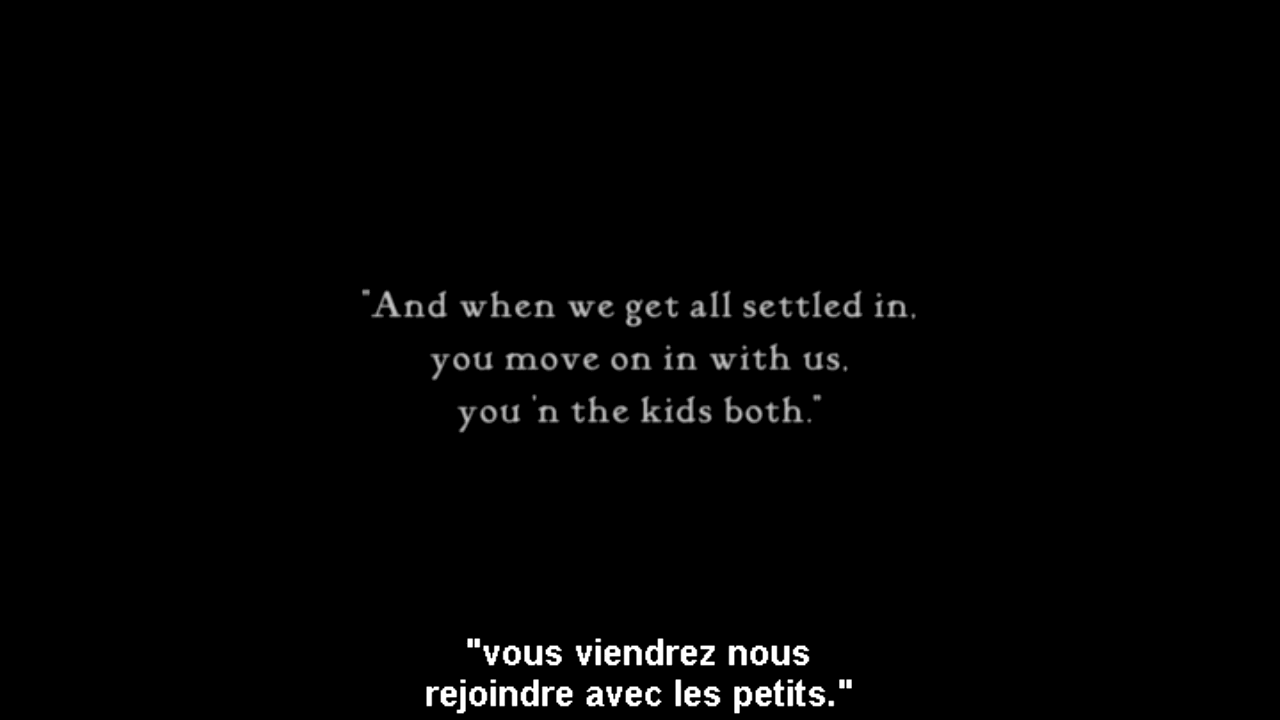 "And when we get all settled in,
you move on in with us,
you 'n the kids both."
"vous viendrez nous
rejoindre avec les petits."